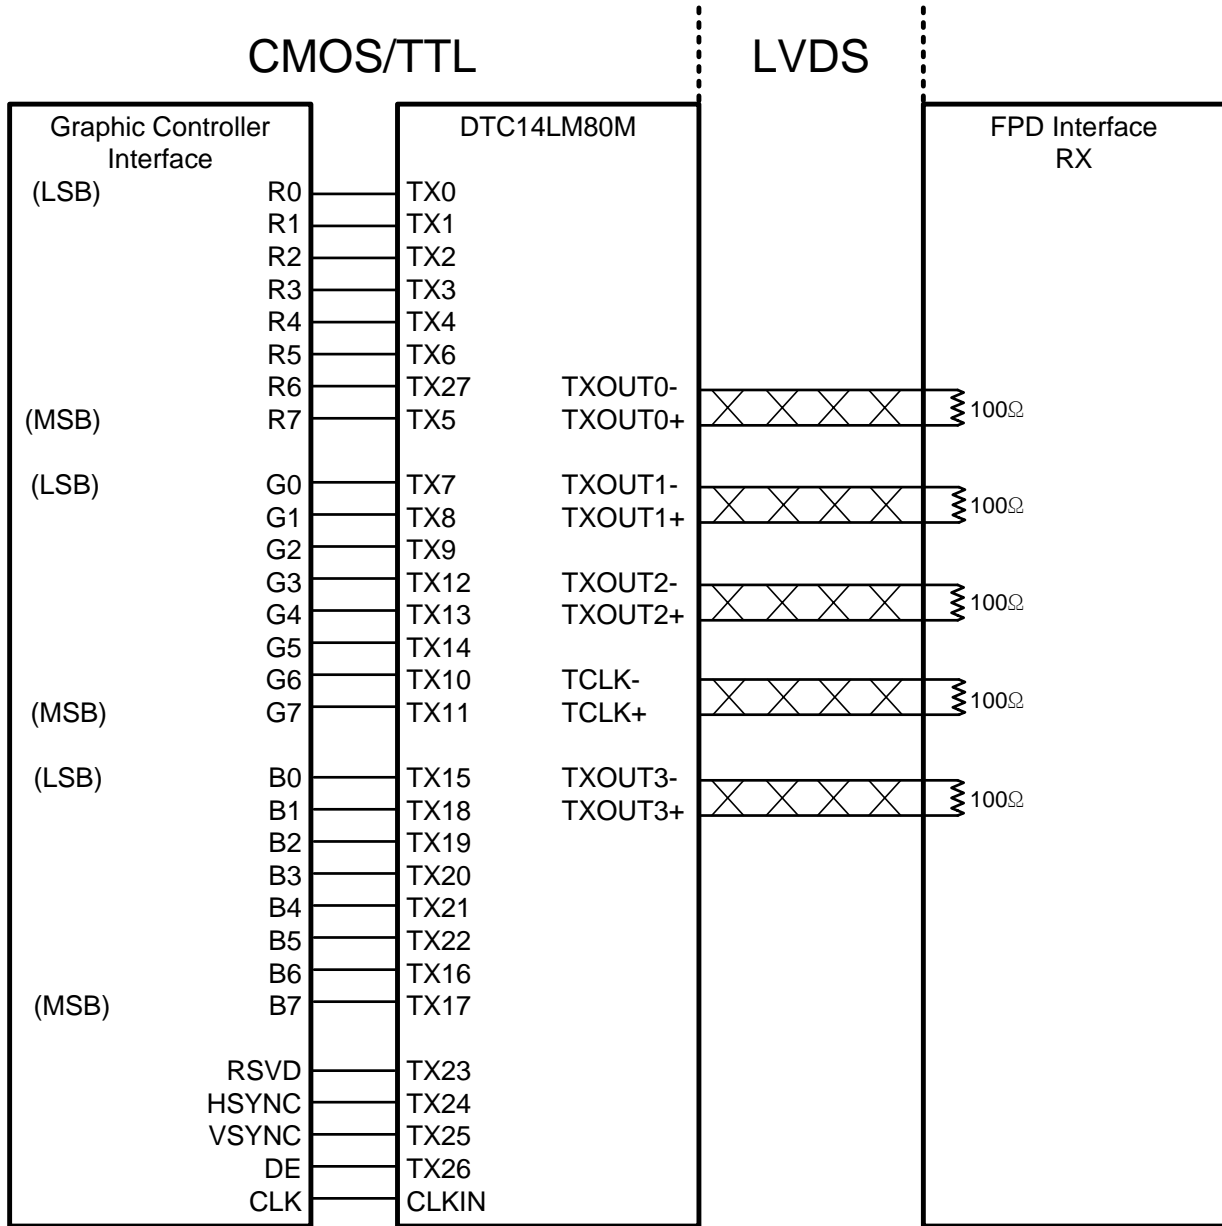 CMOS/TTL LVDS
Graphic Controller Interface DTC14LM80M FPD Interface RX
(LSB) R0 TX0
R1 TX1
R2 TX2
R3 TX3
R4 TX4
R5 TX6
R6 TX27 TXOUT0-
(MSB) R7 TX5 TXOUT0+ 100Ω
(LSB) G0 TX7 TXOUT1-
G1 TX8 TXOUT1+ 100Ω
G2 TX9
G3 TX12 TXOUT2-
G4 TX13 TXOUT2+ 100Ω
G5 TX14
G6 TX10 TCLK-
(MSB) G7 TX11 TCLK+ 100Ω
(LSB) B0 TX15 TXOUT3-
B1 TX18 TXOUT3+ 100Ω
B2 TX19
B3 TX20
B4 TX21
B5 TX22
B6 TX16
(MSB) B7 TX17
RSVD TX23
HSYNC TX24
VSYNC TX25
DE TX26
CLK CLKIN